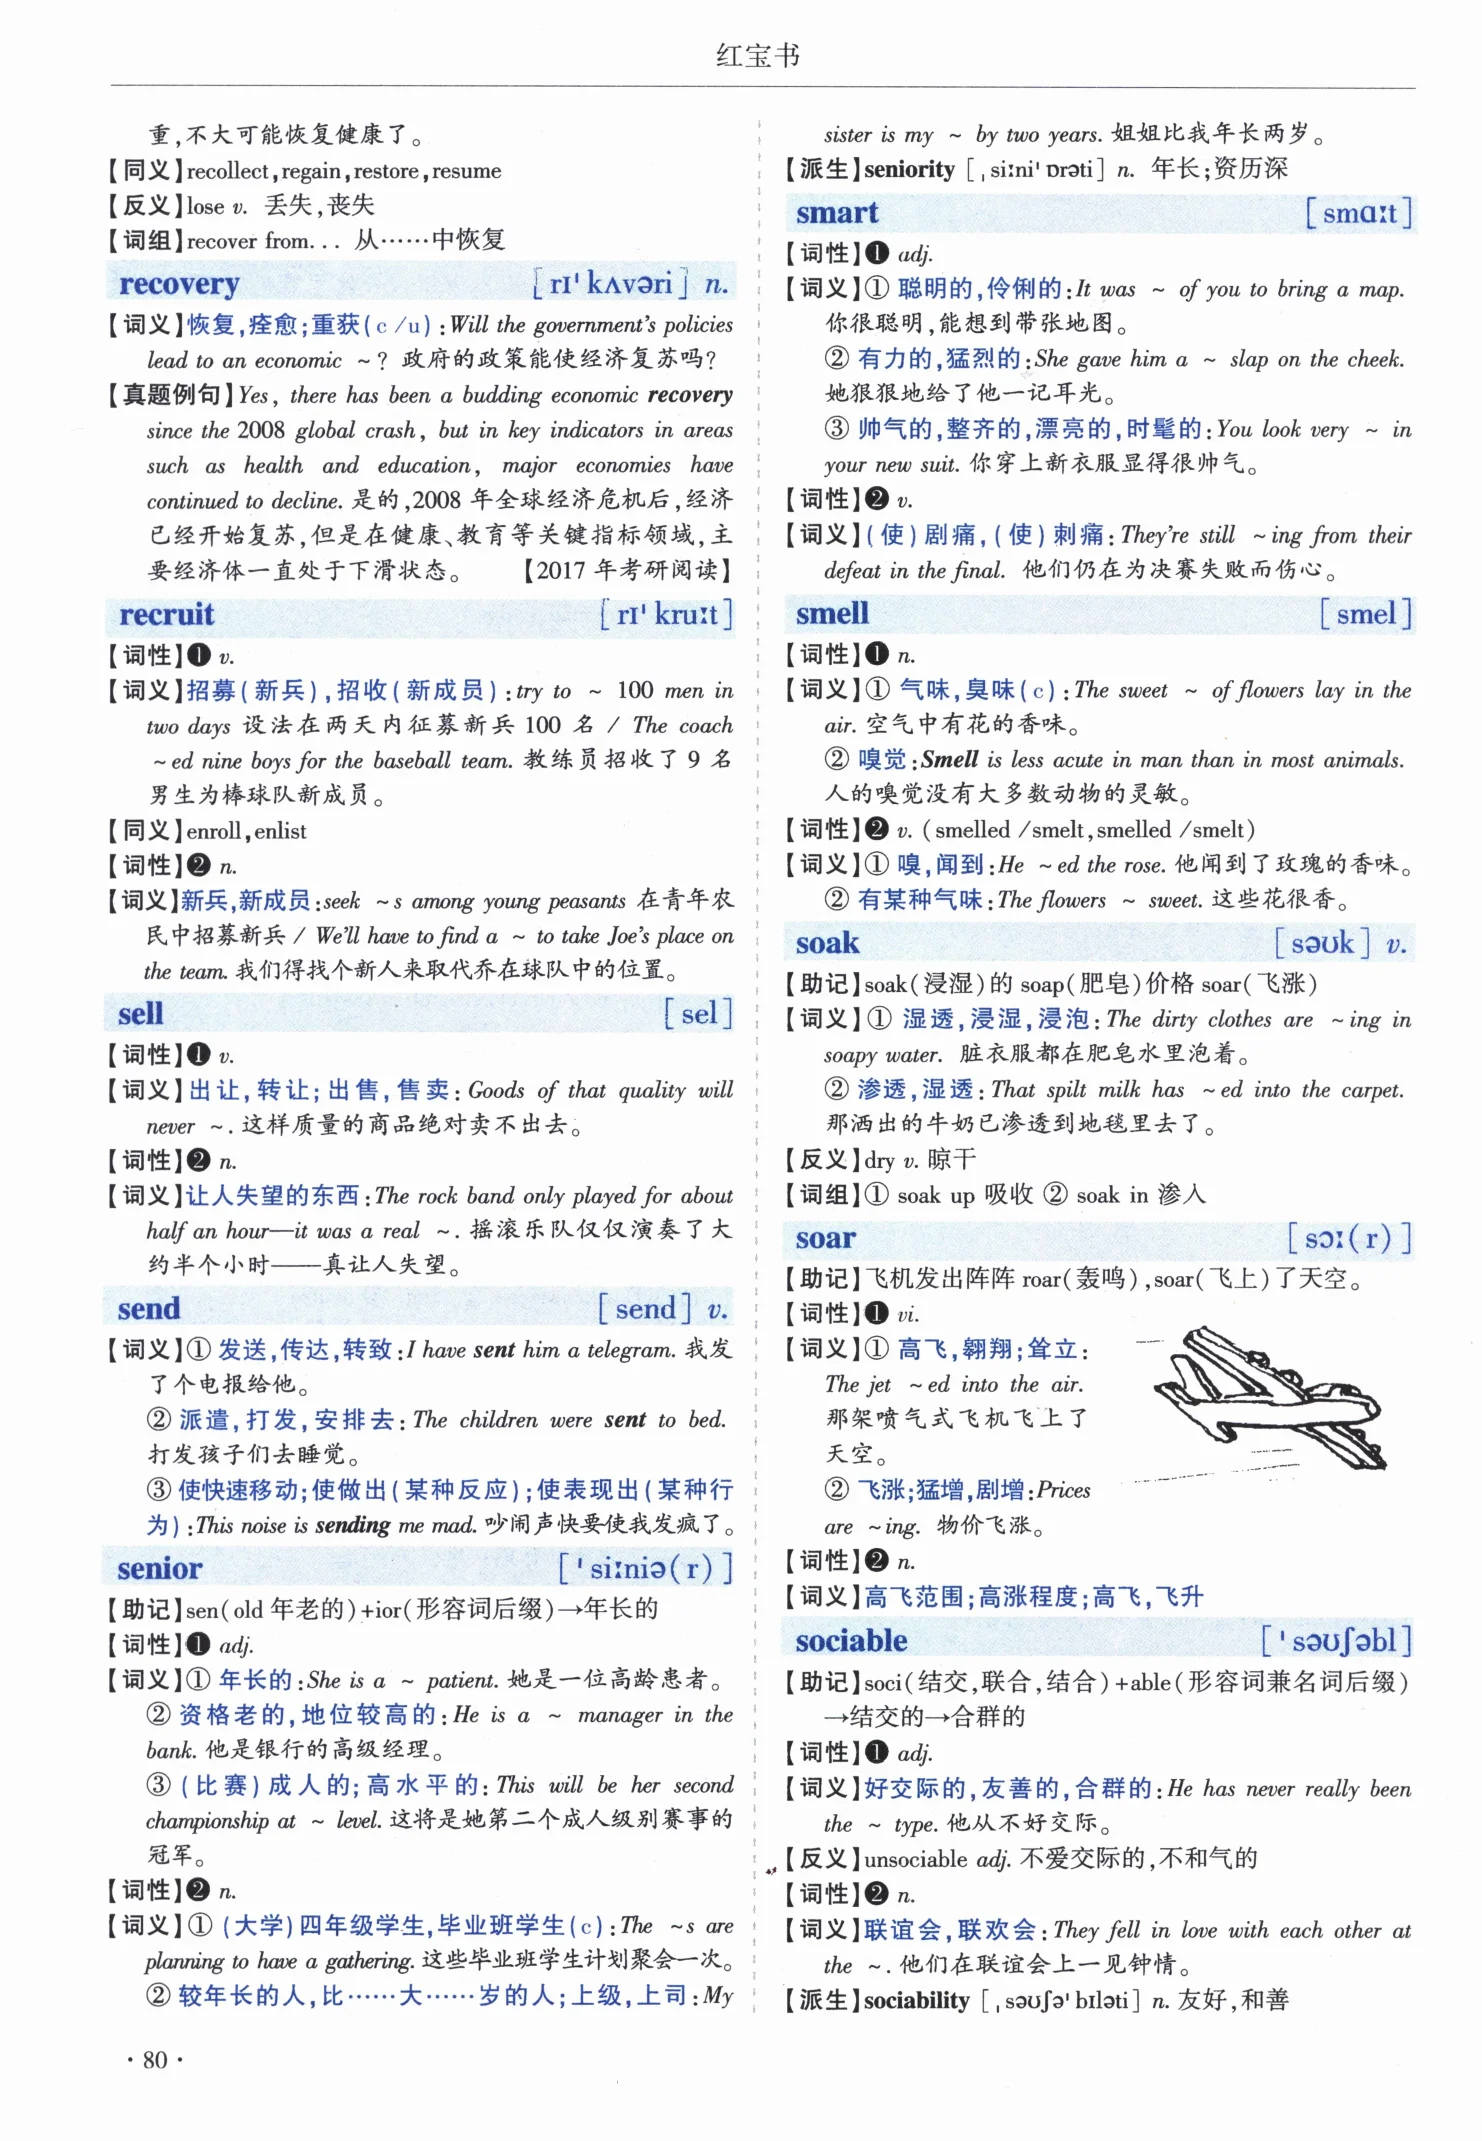 红宝书
重,不大可能恢复健康了。
【同义】recollect,regain,restore,resume
【反义】lose v. 丢失,丧失
【词组】recover from... 从……中恢复
recovery [rɪˈkʌvəri] n.
【词义】恢复,痊愈;重获(c/u):Will the government's policies
lead to an economic ~? 政府的政策能使经济复苏吗?
【真题例句】Yes, there has been a budding economic recovery
since the 2008 global crash, but in key indicators in areas
such as health and education, major economies have
continued to decline. 是的,2008 年全球经济危机后,经济
已经开始复苏,但是在健康、教育等关键指标领域,主
要经济体一直处于下滑状态。 【2017 年考研阅读】
recruit [rɪˈkruːt]
【词性】❶ v.
【词义】招募(新兵),招收(新成员):try to ~ 100 men in
two days 设法在两天内征募新兵 100 名 / The coach
~ed nine boys for the baseball team. 教练员招收了 9 名
男生为棒球队新成员。
【同义】enroll,enlist
【词性】❷ n.
【词义】新兵,新成员:seek ~s among young peasants 在青年农
民中招募新兵 / We'll have to find a ~ to take Joe's place on
the team. 我们得找个新人来取代乔在球队中的位置。
sell [sel]
【词性】❶ v.
【词义】出让,转让;出售,售卖:Goods of that quality will
never ~. 这样质量的商品绝对卖不出去。
【词性】❷ n.
【词义】让人失望的东西:The rock band only played for about
half an hour—it was a real ~. 摇滚乐队仅仅演奏了大
约半个小时——真让人失望。
send [send] v.
【词义】① 发送,传达,转致:I have sent him a telegram. 我发
了个电报给他。
② 派遣,打发,安排去:The children were sent to bed.
打发孩子们去睡觉。
③ 使快速移动;使做出(某种反应);使表现出(某种行
为):This noise is sending me mad. 吵闹声快要使我发疯了。
senior [ˈsiːniə(r)]
【助记】sen(old 年老的)+ior(形容词后缀)→年长的
【词性】❶ adj.
【词义】① 年长的:She is a ~ patient. 她是一位高龄患者。
② 资格老的,地位较高的:He is a ~ manager in the
bank. 他是银行的高级经理。
③ (比赛)成人的;高水平的:This will be her second
championship at ~ level. 这将是她第二个成人级别赛事的
冠军。
【词性】❷ n.
【词义】① (大学)四年级学生,毕业班学生(c):The ~s are
planning to have a gathering. 这些毕业班学生计划聚会一次。
② 较年长的人,比……大……岁的人;上级,上司:My
sister is my ~ by two years. 姐姐比我年长两岁。
【派生】seniority [ˌsiːniˈɒrəti] n. 年长;资历深
smart [smɑːt]
【词性】❶ adj.
【词义】① 聪明的,伶俐的:It was ~ of you to bring a map.
你很聪明,能想到带张地图。
② 有力的,猛烈的:She gave him a ~ slap on the cheek.
她狠狠地给了他一记耳光。
③ 帅气的,整齐的,漂亮的,时髦的:You look very ~ in
your new suit. 你穿上新衣服显得很帅气。
【词性】❷ v.
【词义】(使)剧痛,(使)刺痛:They're still ~ing from their
defeat in the final. 他们仍在为决赛失败而伤心。
smell [smel]
【词性】❶ n.
【词义】① 气味,臭味(c):The sweet ~ of flowers lay in the
air. 空气中有花的香味。
② 嗅觉:Smell is less acute in man than in most animals.
人的嗅觉没有大多数动物的灵敏。
【词性】❷ v. (smelled/smelt,smelled/smelt)
【词义】① 嗅,闻到:He ~ed the rose. 他闻到了玫瑰的香味。
② 有某种气味:The flowers ~ sweet. 这些花很香。
soak [səʊk] v.
【助记】soak(浸湿)的 soap(肥皂)价格 soar(飞涨)
【词义】① 湿透,浸湿,浸泡:The dirty clothes are ~ing in
soapy water. 脏衣服都在肥皂水里泡着。
② 渗透,湿透:That spilt milk has ~ed into the carpet.
那洒出的牛奶已渗透到地毯里去了。
【反义】dry v. 晾干
【词组】① soak up 吸收 ② soak in 渗入
soar [sɔː(r)]
【助记】飞机发出阵阵 roar(轰鸣),soar(飞上)了天空。
【词性】❶ vi.
【词义】① 高飞,翱翔;耸立:
The jet ~ed into the air.
那架喷气式飞机飞上了
天空。
② 飞涨;猛增,剧增:Prices
are ~ing. 物价飞涨。
【词性】❷ n.
【词义】高飞范围;高涨程度;高飞,飞升
sociable [ˈsəʊʃəbl]
【助记】soci(结交,联合,结合)+able(形容词兼名词后缀)
→结交的→合群的
【词性】❶ adj.
【词义】好交际的,友善的,合群的:He has never really been
the ~ type. 他从不好交际。
【反义】unsociable adj. 不爱交际的,不和气的
【词性】❷ n.
【词义】联谊会,联欢会:They fell in love with each other at
the ~. 他们在联谊会上一见钟情。
【派生】sociability [ˌsəʊʃəˈbɪləti] n. 友好,和善
· 80 ·